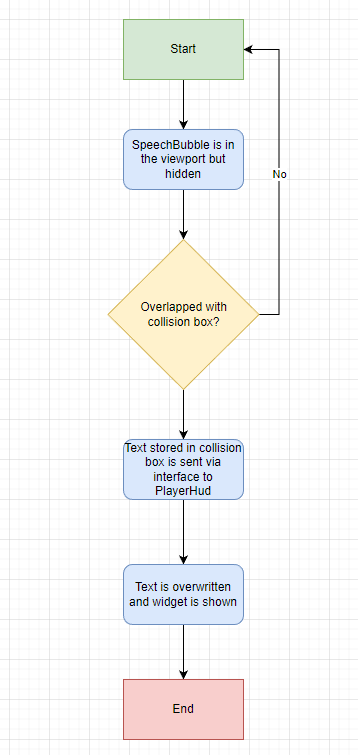 Start
SpeechBubble is in
the viewport but
hidden
No
Overlapped with
collision box?
Text stored in collision
box is sent via
interface to
PlayerHud
Text is overwritten
and widget is shown
End